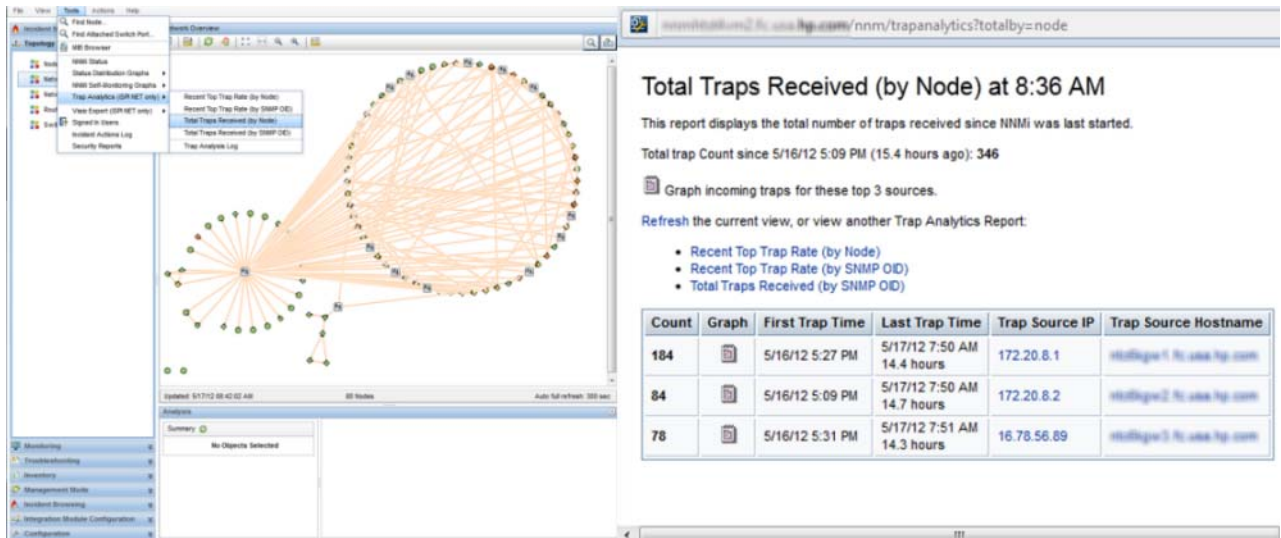 File View Tools Actions Help
Incident
Topology
Find Node...
Find Attached Switch Port...
MIB Browser
NNMi Status
Status Distribution Graphs
NNMi Self-Monitoring Graphs
Trap Analytics (iSPI NET only)
View Export (iSPI NET only)
Signed In Users
Incident Actions Log
Security Reports
Recent Top Trap Rate (by Node)
Recent Top Trap Rate (by SNMP OID)
Total Traps Received (by Node)
Total Traps Received (by SNMP OID)
Trap Analysis Log
Network Overview
Updated: 5/17/12 08:42:02 AM 80 Nodes Auto full refresh: 300 sec
Analysis
Summary
No Objects Selected
Monitoring
Troubleshooting
Inventory
Management Mode
Incident Browsing
Integration Module Configuration
Configuration
/nnm/trapanalytics?totalby=node
Total Traps Received (by Node) at 8:36 AM
This report displays the total number of traps received since NNMi was last started.
Total trap Count since 5/16/12 5:09 PM (15.4 hours ago): 346
Graph incoming traps for these top 3 sources.
Refresh the current view, or view another Trap Analytics Report:
• Recent Top Trap Rate (by Node)
• Recent Top Trap Rate (by SNMP OID)
• Total Traps Received (by SNMP OID)
Count Graph First Trap Time Last Trap Time Trap Source IP Trap Source Hostname
184 5/16/12 5:27 PM 5/17/12 7:50 AM 172.20.8.1
14.4 hours
84 5/16/12 5:09 PM 5/17/12 7:50 AM 172.20.8.2
14.7 hours
78 5/16/12 5:31 PM 5/17/12 7:51 AM 16.78.56.89
14.3 hours